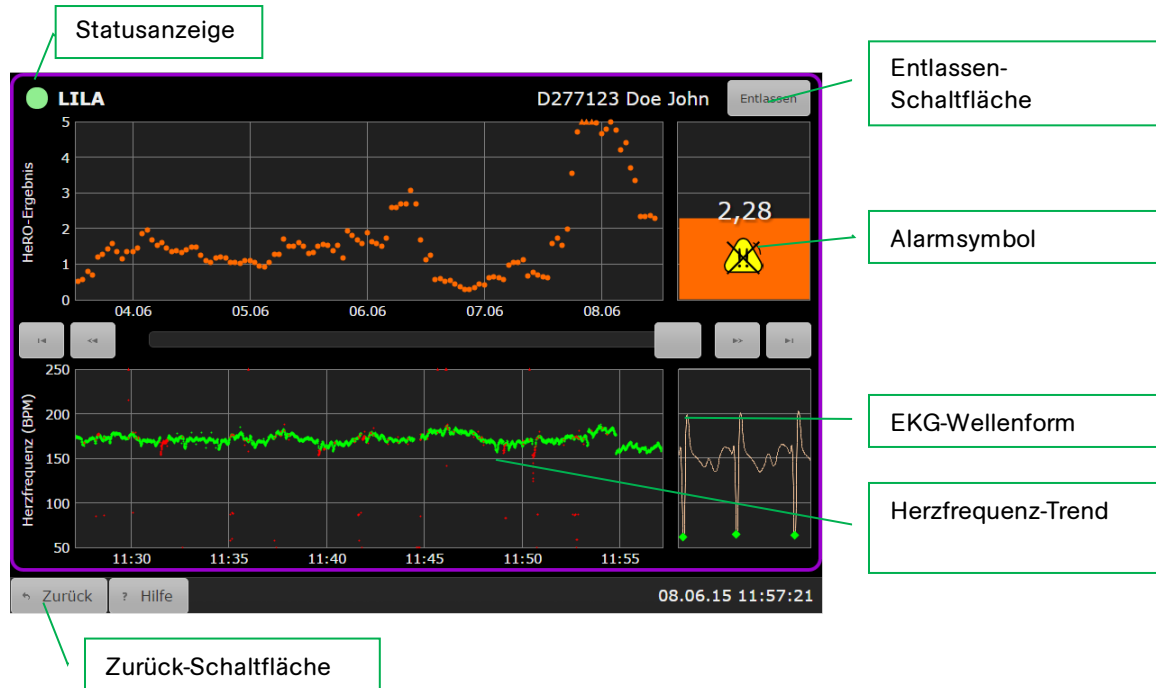 Statusanzeige
Entlassen-
Schaltfläche
LILA
D277123 Doe John
Entlassen
HeRO-Ergebnis
5
4
3
2
1
0
04.06
05.06
06.06
07.06
08.06
2,28
!!
Alarmsymbol
I◀
◀◀
▶▶
▶I
Herzfrequenz (BPM)
250
200
150
100
50
11:30
11:35
11:40
11:45
11:50
11:55
EKG-Wellenform
Herzfrequenz-Trend
Zurück
? Hilfe
08.06.15 11:57:21
Zurück-Schaltfläche